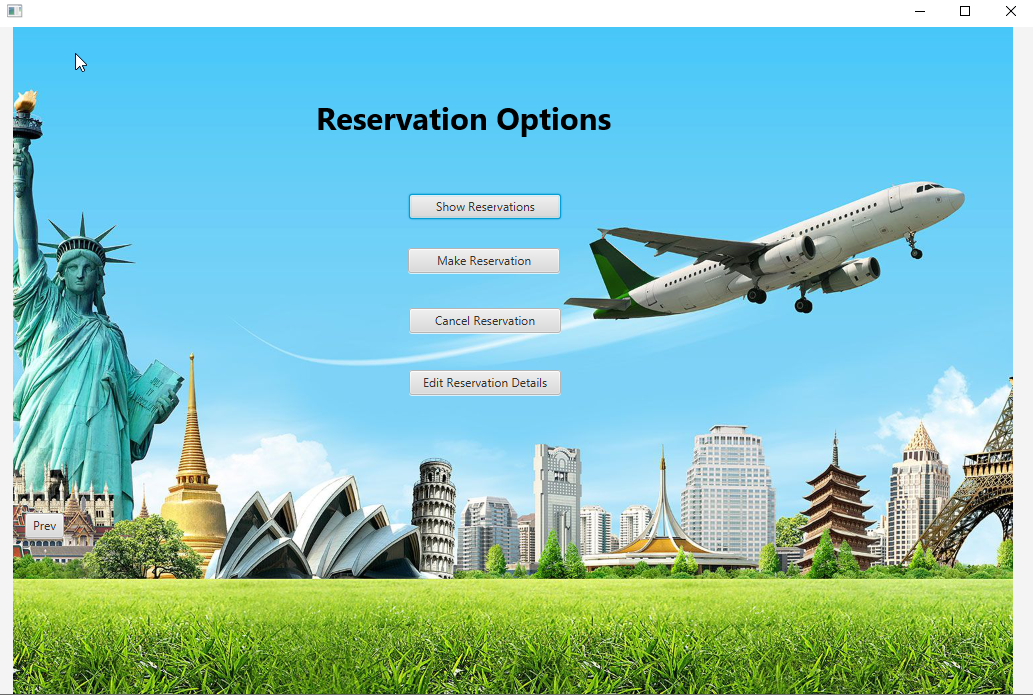 Reservation Options
Show Reservations
Make Reservation
Cancel Reservation
Edit Reservation Details
Prev